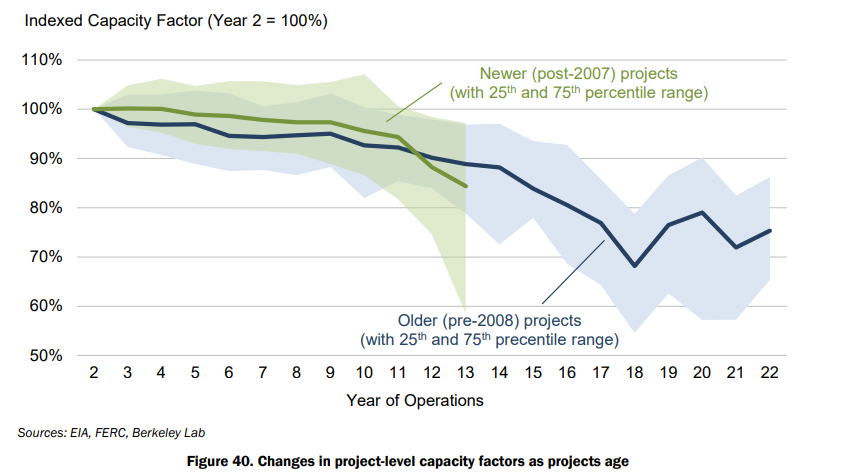 Indexed Capacity Factor (Year 2 = 100%)
110%
Newer (post-2007) projects
(with 25th and 75th percentile range)
100%
90%
80%
70%
60%
Older (pre-2008) projects
(with 25th and 75th precentile range)
50%
2 3 4 5 6 7 8 9 10 11 12 13 14 15 16 17 18 19 20 21 22
Year of Operations
Sources: EIA, FERC, Berkeley Lab
Figure 40. Changes in project-level capacity factors as projects age